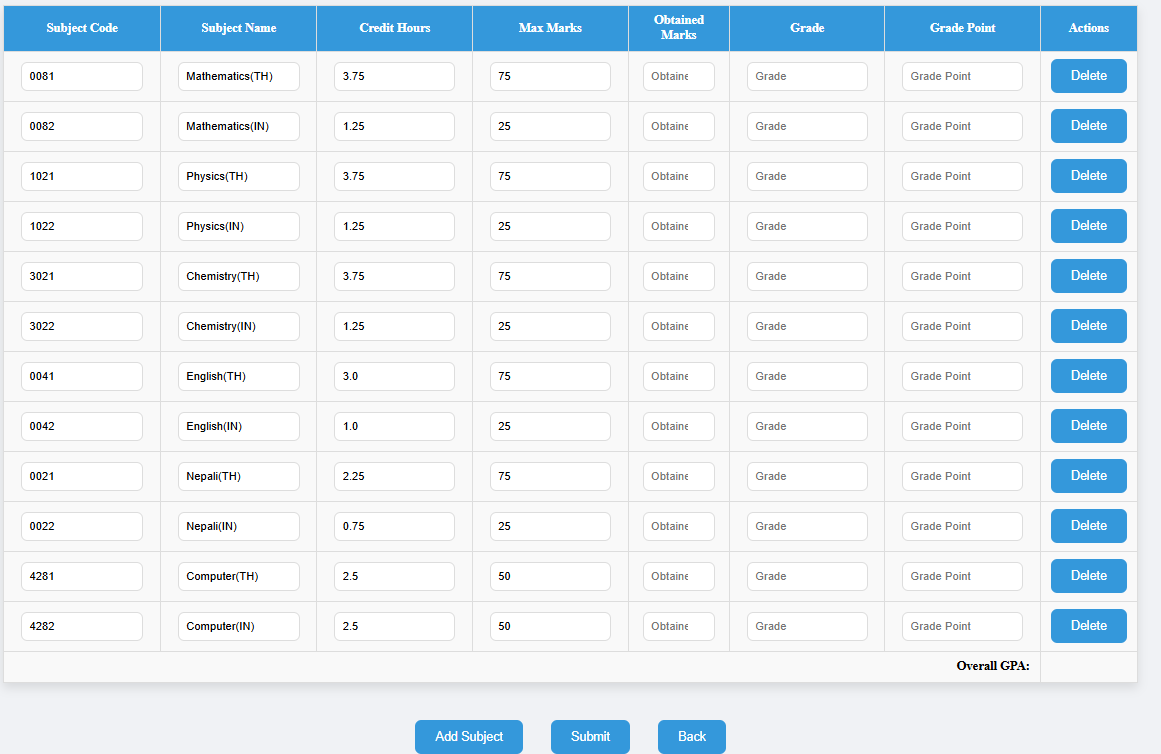 Subject Code Subject Name Credit Hours Max Marks Obtained Marks Grade Grade Point Actions
0081 Mathematics(TH) 3.75 75 Obtaine Grade Grade Point Delete
0082 Mathematics(IN) 1.25 25 Obtaine Grade Grade Point Delete
1021 Physics(TH) 3.75 75 Obtaine Grade Grade Point Delete
1022 Physics(IN) 1.25 25 Obtaine Grade Grade Point Delete
3021 Chemistry(TH) 3.75 75 Obtaine Grade Grade Point Delete
3022 Chemistry(IN) 1.25 25 Obtaine Grade Grade Point Delete
0041 English(TH) 3.0 75 Obtaine Grade Grade Point Delete
0042 English(IN) 1.0 25 Obtaine Grade Grade Point Delete
0021 Nepali(TH) 2.25 75 Obtaine Grade Grade Point Delete
0022 Nepali(IN) 0.75 25 Obtaine Grade Grade Point Delete
4281 Computer(TH) 2.5 50 Obtaine Grade Grade Point Delete
4282 Computer(IN) 2.5 50 Obtaine Grade Grade Point Delete
Overall GPA:
Add Subject Submit Back